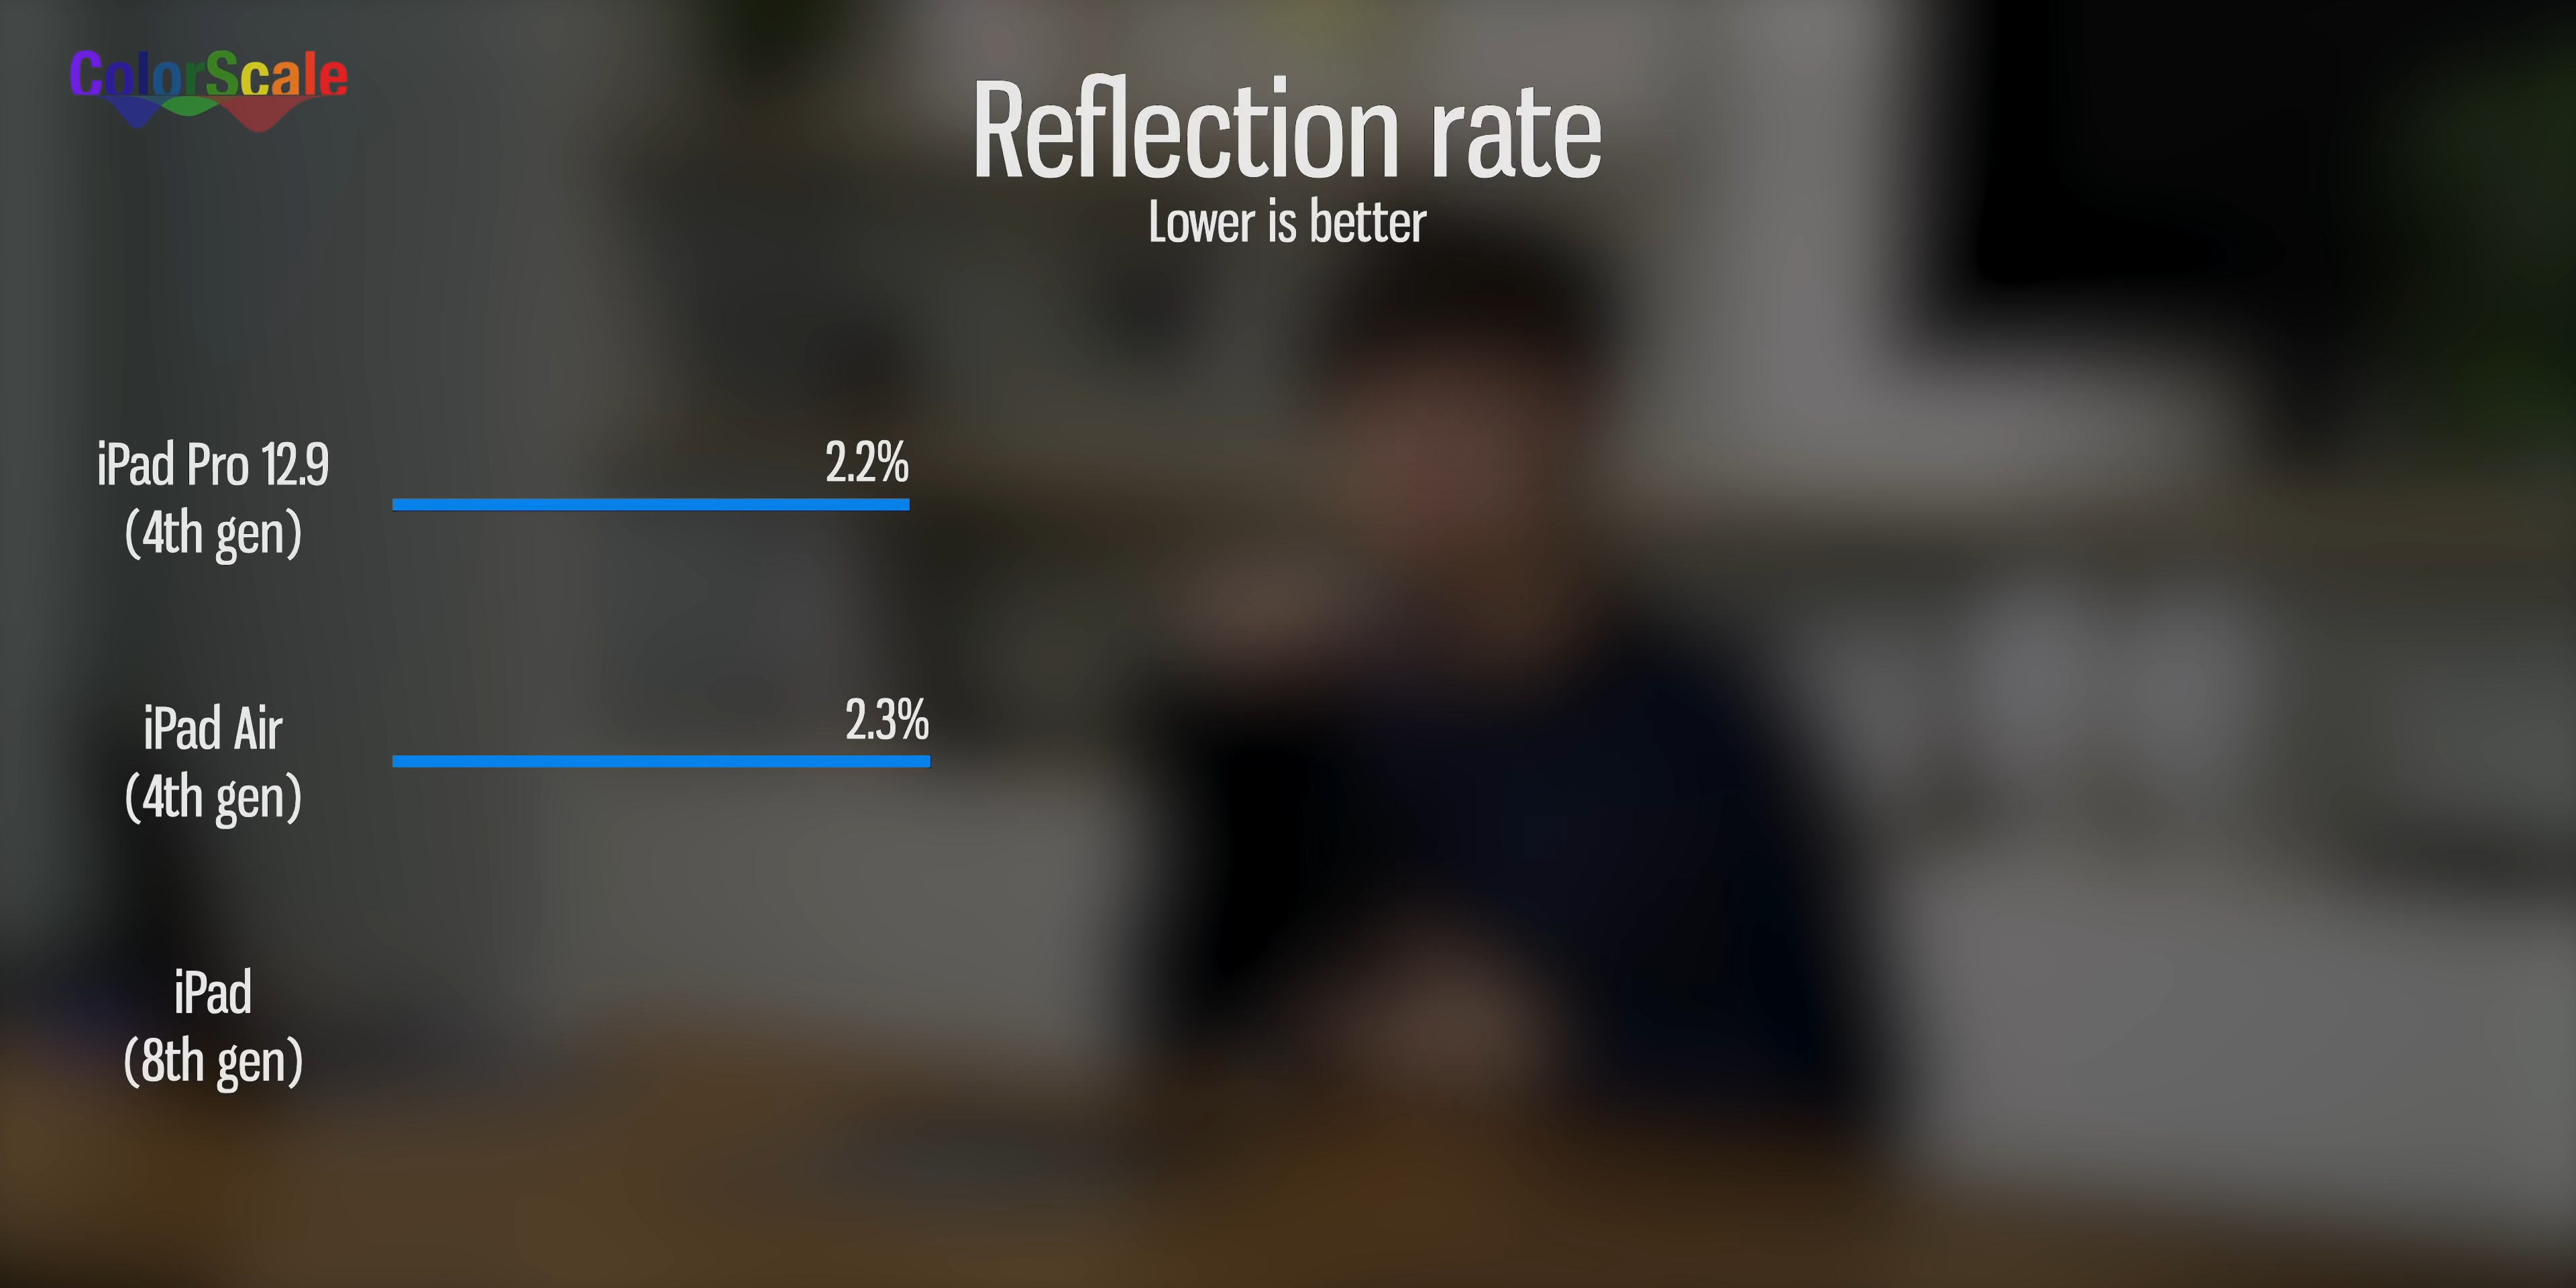 ColorScale
Reflection rate
Lower is better
iPad Pro 12.9
(4th gen)
2.2%
iPad Air
(4th gen)
2.3%
iPad
(8th gen)